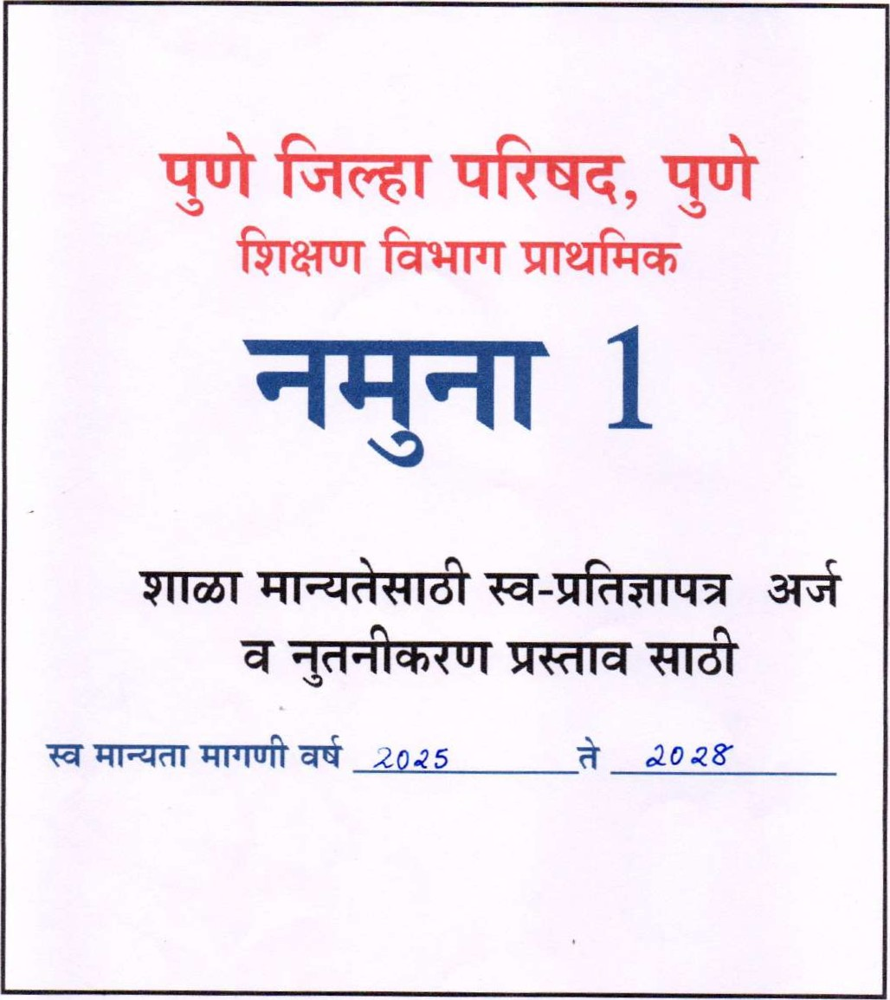 पुणे जिल्हा परिषद, पुणे
शिक्षण विभाग प्राथमिक
नमुना 1
शाळा मान्यतेसाठी स्व-प्रतिज्ञापत्र अर्ज
व नुतनीकरण प्रस्ताव साठी
स्व मान्यता मागणी वर्ष 2025 ते 2028